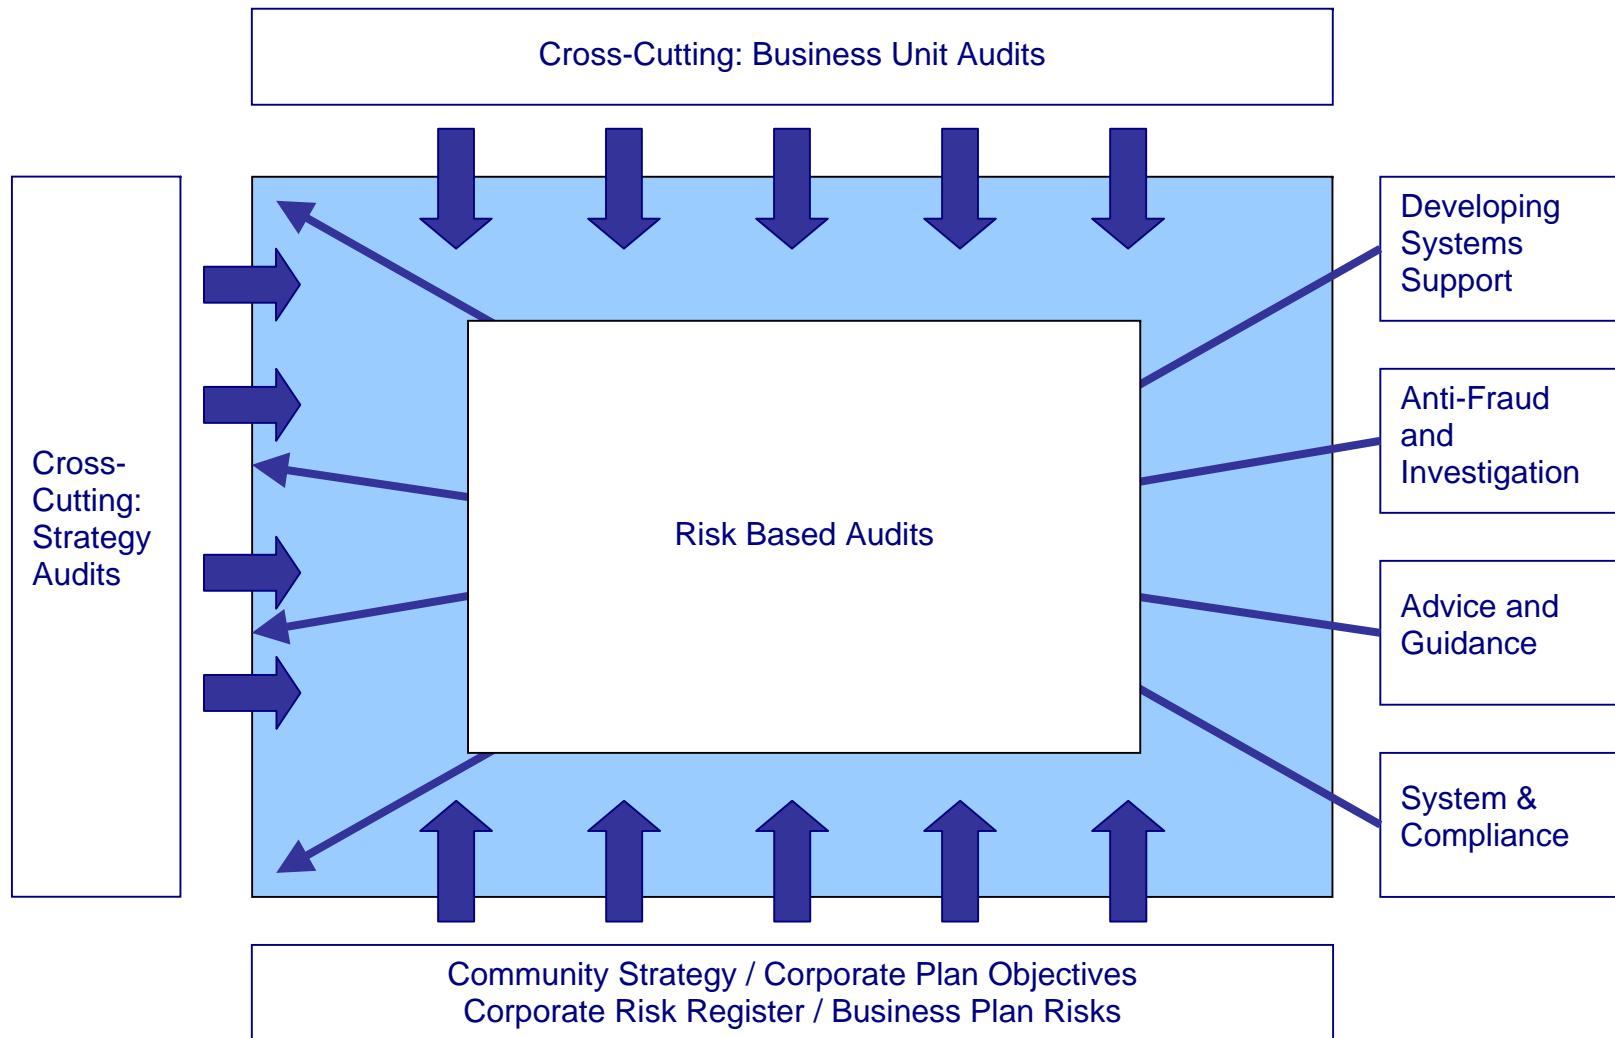 Cross-Cutting: Business Unit Audits
Cross-
Cutting:
Strategy
Audits
Risk Based Audits
Developing
Systems
Support
Anti-Fraud
and
Investigation
Advice and
Guidance
System &
Compliance
Community Strategy / Corporate Plan Objectives
Corporate Risk Register / Business Plan Risks